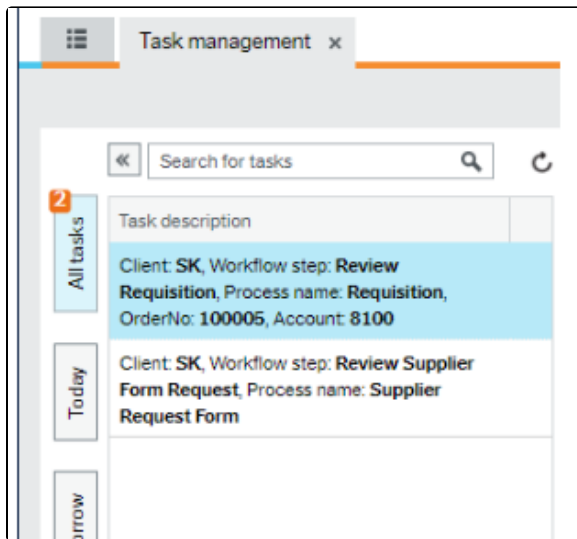 Task management x
Search for tasks
2
All tasks
Task description
Client: SK, Workflow step: Review
Requisition, Process name: Requisition,
OrderNo: 100005, Account: 8100
Today
Client: SK, Workflow step: Review Supplier
Form Request, Process name: Supplier
Request Form